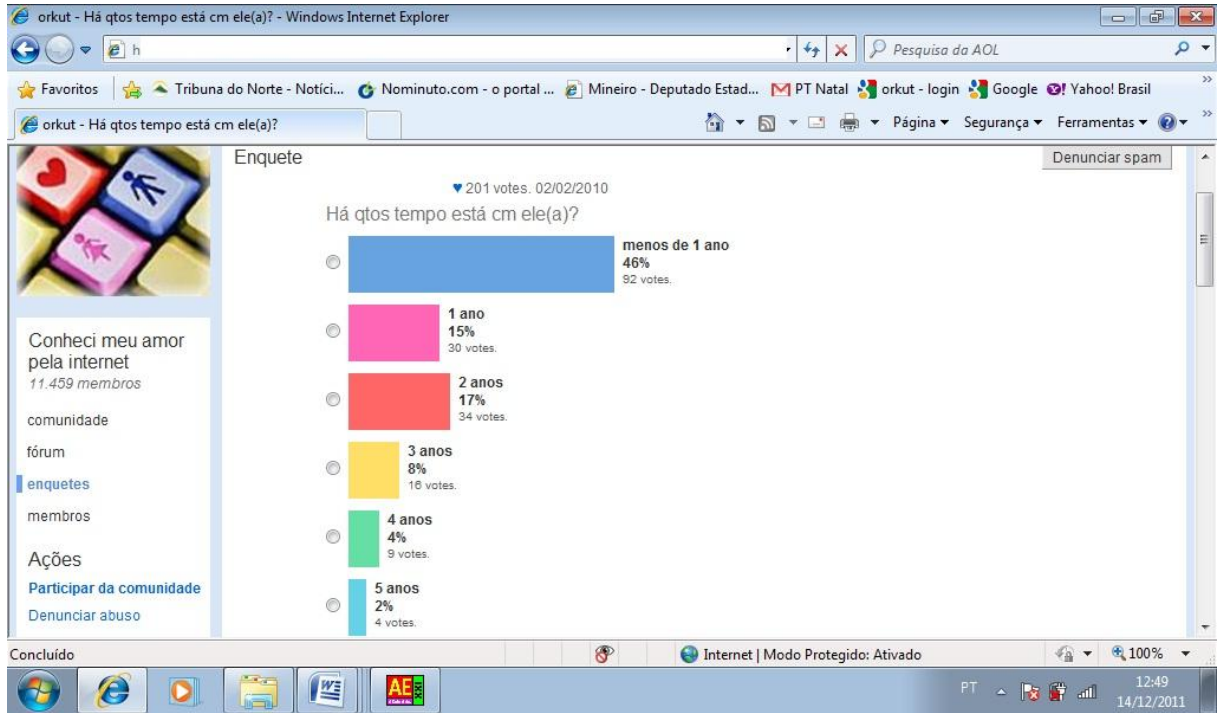 orkut - Há qtos tempo está cm ele(a)? - Windows Internet Explorer
h
Pesquisa da AOL
Favoritos
Tribuna do Norte - Notíci...
Nominuto.com - o portal ...
Mineiro - Deputado Estad...
PT Natal
orkut - login
Google
Yahoo! Brasil
orkut - Há qtos tempo está cm ele(a)?
Página
Segurança
Ferramentas
Enquete
Denunciar spam
201 votes. 02/02/2010
Há qtos tempo está cm ele(a)?
menos de 1 ano
46%
92 votes.
1 ano
15%
30 votes.
2 anos
17%
34 votes.
3 anos
8%
16 votes.
4 anos
4%
9 votes.
5 anos
2%
4 votes.
Conheci meu amor
pela internet
11.459 membros
comunidade
fórum
enquetes
membros
Ações
Participar da comunidade
Denunciar abuso
Concluído
Internet | Modo Protegido: Ativado
100%
AE
PT
12:49
14/12/2011